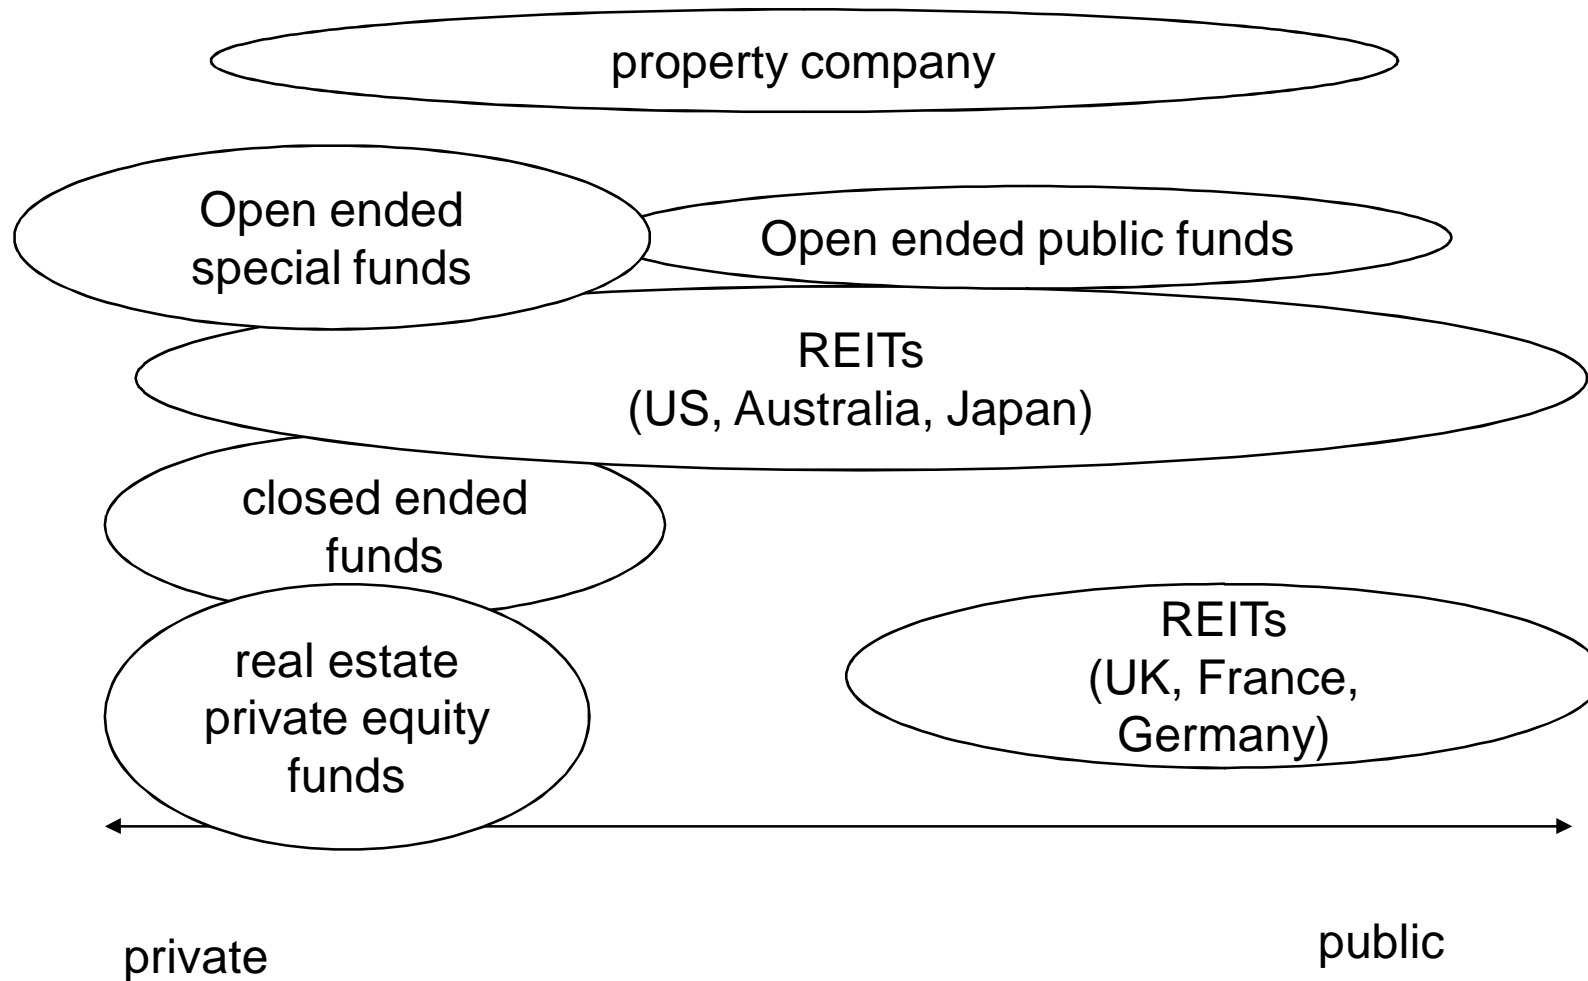 property company
Open ended
special funds
Open ended public funds
REITs
(US, Australia, Japan)
closed ended
funds
real estate
private equity
funds
REITs
(UK, France,
Germany)
private
public